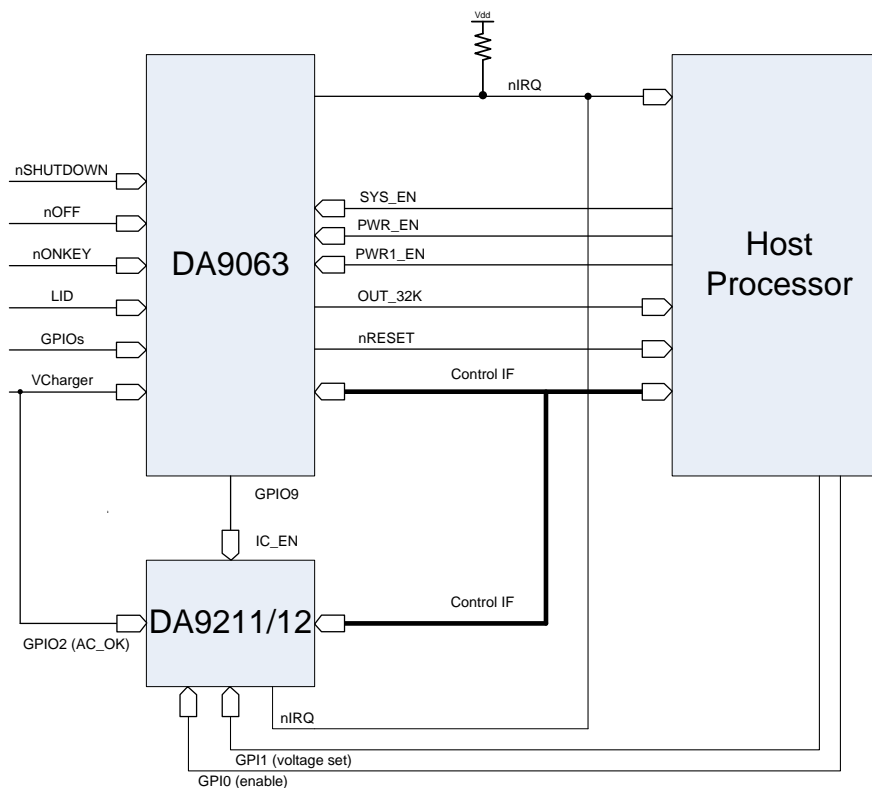 Vdd
nIRQ
nSHUTDOWN
nOFF
nONKEY
LID
GPIOs
VCharger
DA9063
SYS_EN
PWR_EN
PWR1_EN
OUT_32K
nRESET
Control IF
Host
Processor
GPIO9
IC_EN
DA9211/12
Control IF
GPIO2 (AC_OK)
nIRQ
GPI1 (voltage set)
GPI0 (enable)